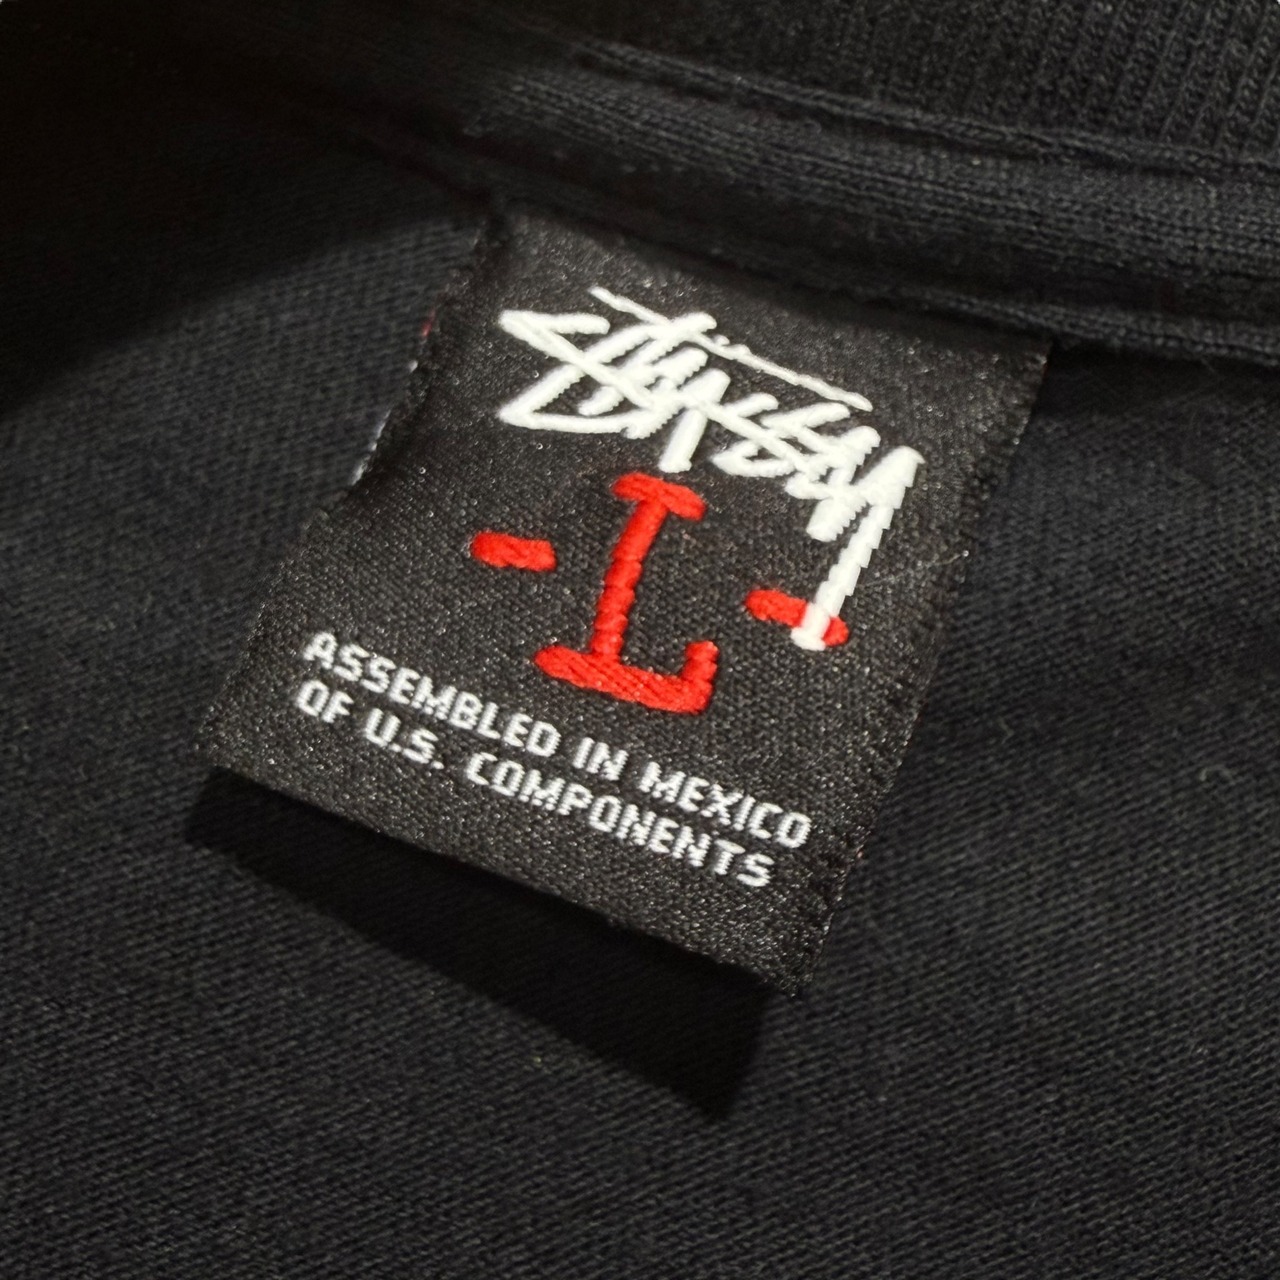 Stüssy
-L-
ASSEMBLED IN MEXICO
OF U.S. COMPONENTS